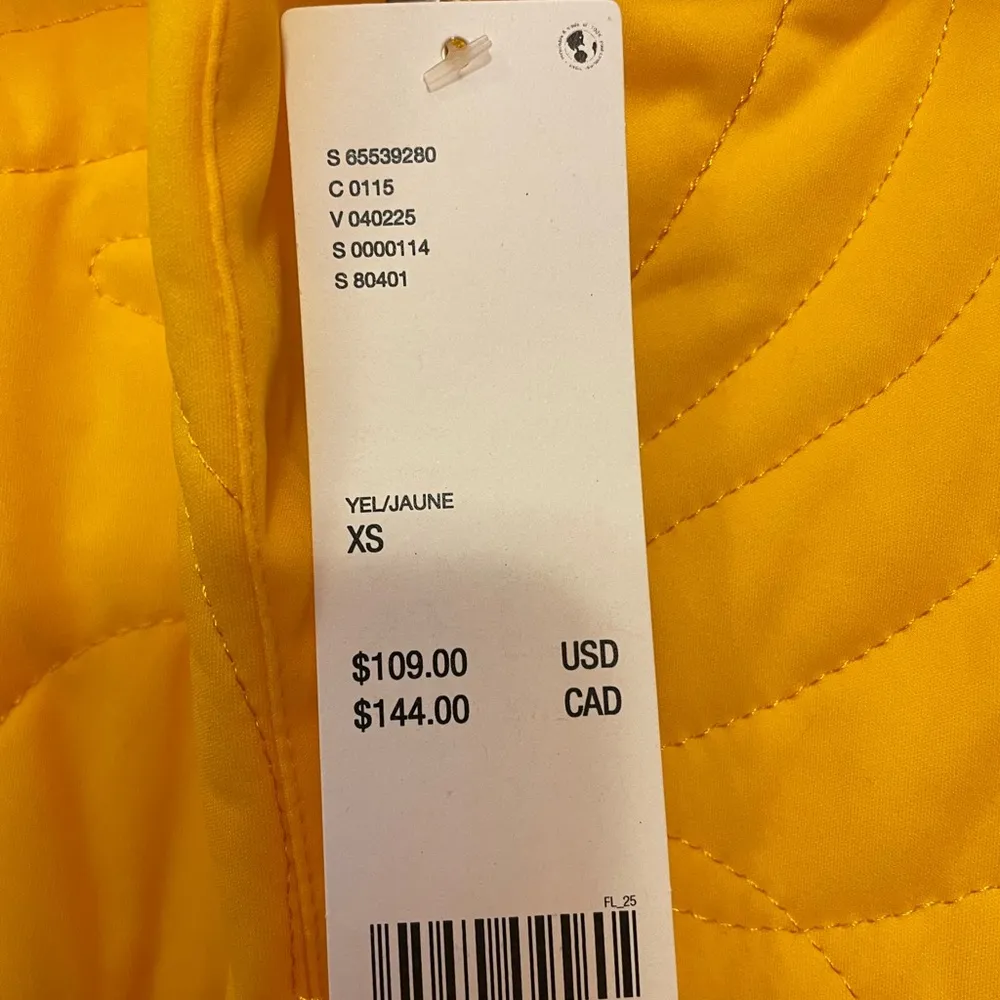 S 65539280
C 0115
V 040225
S 0000114
S 80401
YEL/JAUNE
XS
$109.00 USD
$144.00 CAD
FL_25